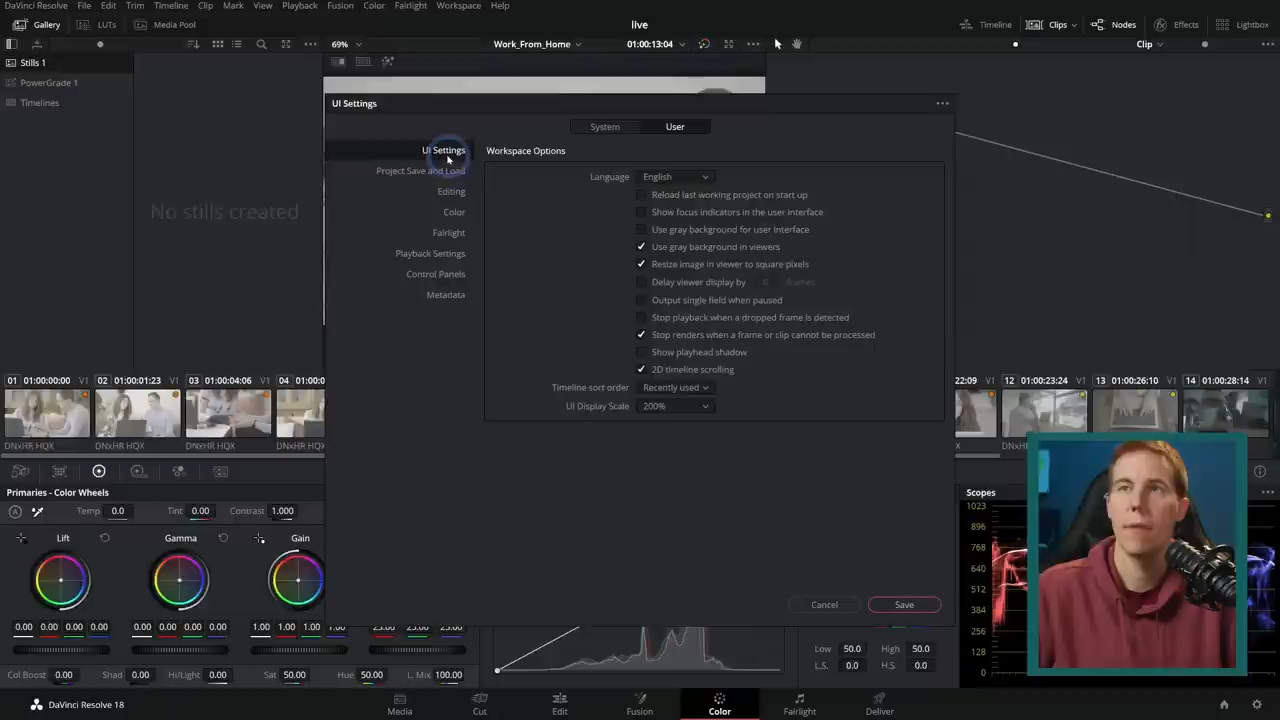 DaVinci Resolve File Edit Trim Timeline Clip Mark View Playback Fusion Color Fairlight Workspace Help
Gallery LUTs Media Pool live Timeline Clips Nodes Effects Lightbox
69% Work_From_Home 01:00:13:04 Clip
Stills 1
PowerGrade 1
Timelines
No stills created
UI Settings
System User
UI Settings
Project Save and Load
Editing
Color
Fairlight
Playback Settings
Control Panels
Metadata
Workspace Options
Language English
Reload last working project on start up
Show focus indicators in the user interface
Use gray background for user interface
Use gray background in viewers
Resize image in viewer to square pixels
Delay viewer display by 0 frames
Output single field when paused
Stop playback when a dropped frame is detected
Stop renders when a frame or clip cannot be processed
Show playhead shadow
2D timeline scrolling
Timeline sort order Recently used
UI Display Scale 200%
Cancel Save
01 01:00:00:00 V1 02 01:00:01:23 V1 03 01:00:04:06 V1 04 01:00:0
22:09 V1 12 01:00:23:24 V1 13 01:00:26:10 V1 14 01:00:28:14 V1
DNxHR HQX DNxHR HQX DNxHR HQX DNxHR H
Primaries - Color Wheels
Temp 0.0 Tint 0.00 Contrast 1.000
Lift Gamma Gain
0.00 0.00 0.00 0.00 0.00 0.00 0.00 0.00 1.00 1.00 1.00 1.00 25.00 25.00 25.00
Col Boost 0.00 Shad 0.00 Hi/Light 0.00 Sat 50.00 Hue 50.00 L. Mix 100.00
Low 50.0 High 50.0
L.S. 0.0 H.S. 0.0
Scopes
1023
896
768
640
512
384
256
128
0
DaVinci Resolve 18
Media Cut Edit Fusion Color Fairlight Deliver